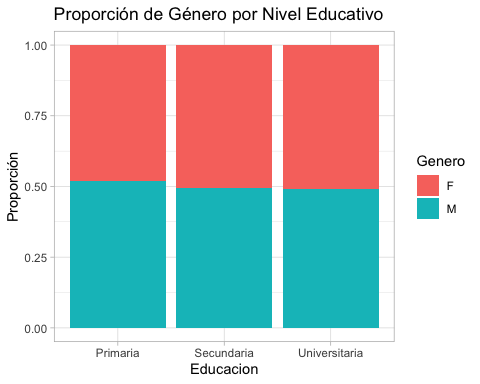 Proporción de Género por Nivel Educativo
Proporción
1.00
0.75
0.50
0.25
0.00
Primaria
Secundaria
Universitaria
Educacion
Genero
F
M